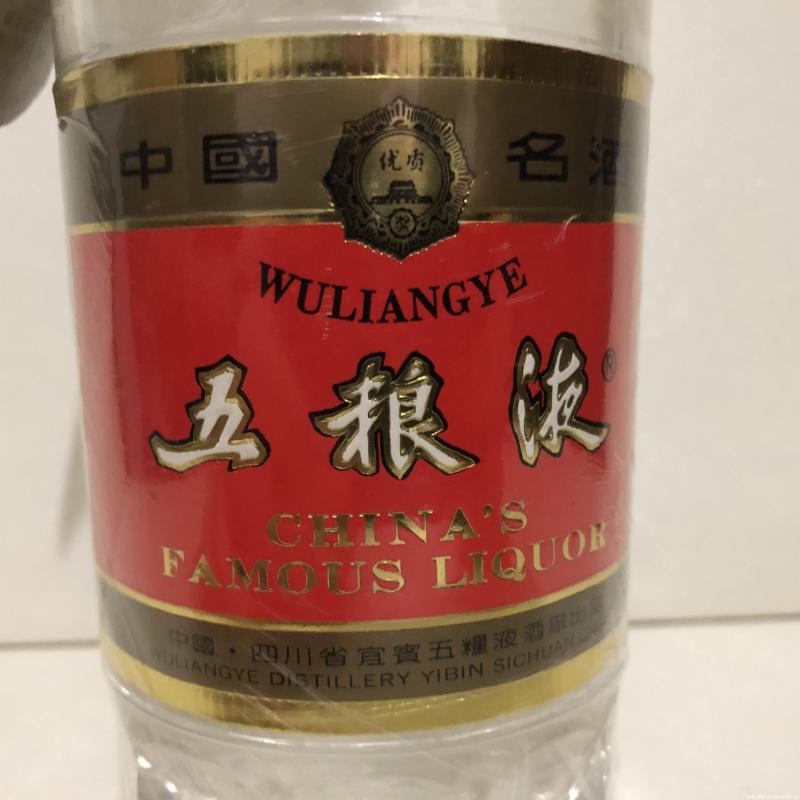 中國 名酒
优质
奖
WULIANGYE
五粮液®
CHINA'S
FAMOUS LIQUOR
中國·四川省宜賓五糧液酒廠出
WULIANGYE DISTILLERY YIBIN SICHUAN